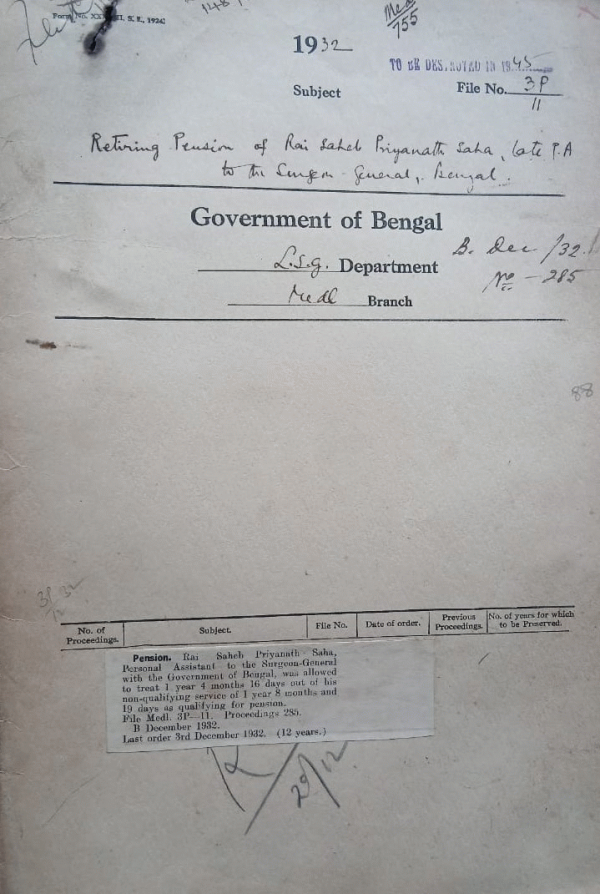 1932
TO BE DESTROYED IN 1945
Subject
File No. 3P
11
Retiring Pension of Rai Saheb Priyanath Saha, late P.A
to the Surgeon-General, Bengal.
Government of Bengal
L.S.G. Department
B. Dec /32.
No - 285
Medl Branch
88
No. of Proceedings. Subject. File No. Date of order. Previous Proceedings. No. of years for which to be Preserved.
Pension. Rai Saheb Priyanath Saha,
Personal Assistant to the Surgeon-General
with the Government of Bengal, was allowed
to treat 1 year 4 months 16 days out of his
non-qualifying service of 1 year 8 months and
19 days as qualifying for pension.
File Medl. 3P—11. Proceedings 285.
B December 1932.
Last order 3rd December 1932. (12 years.)
29/12